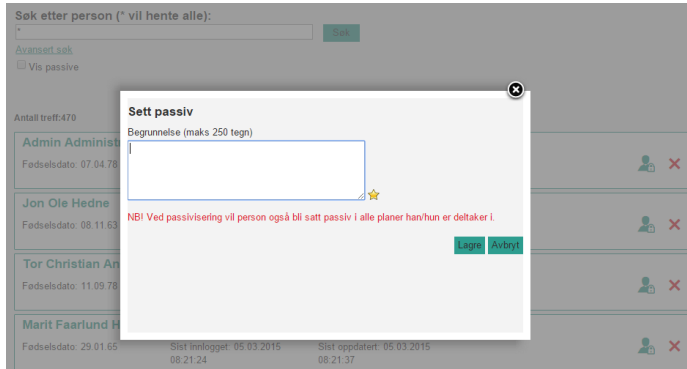 Søk etter person (* vil hente alle):
*
Søk
Avansert søk
Vis passive
Antall treff:470
Sett passiv
Begrunnelse (maks 250 tegn)
NB! Ved passivisering vil person også bli satt passiv i alle planer han/hun er deltaker i.
Lagre Avbryt
Admin Administ
Fødselsdato: 07.04.78
Jon Ole Hedne
Fødselsdato: 08.11.63
Tor Christian An
Fødselsdato: 11.09.78
Marit Faarlund H
Fødselsdato: 29.01.65 Sist innlogget: 05.03.2015 Sist oppdatert: 05.03.2015
08:21:24 08:21:37